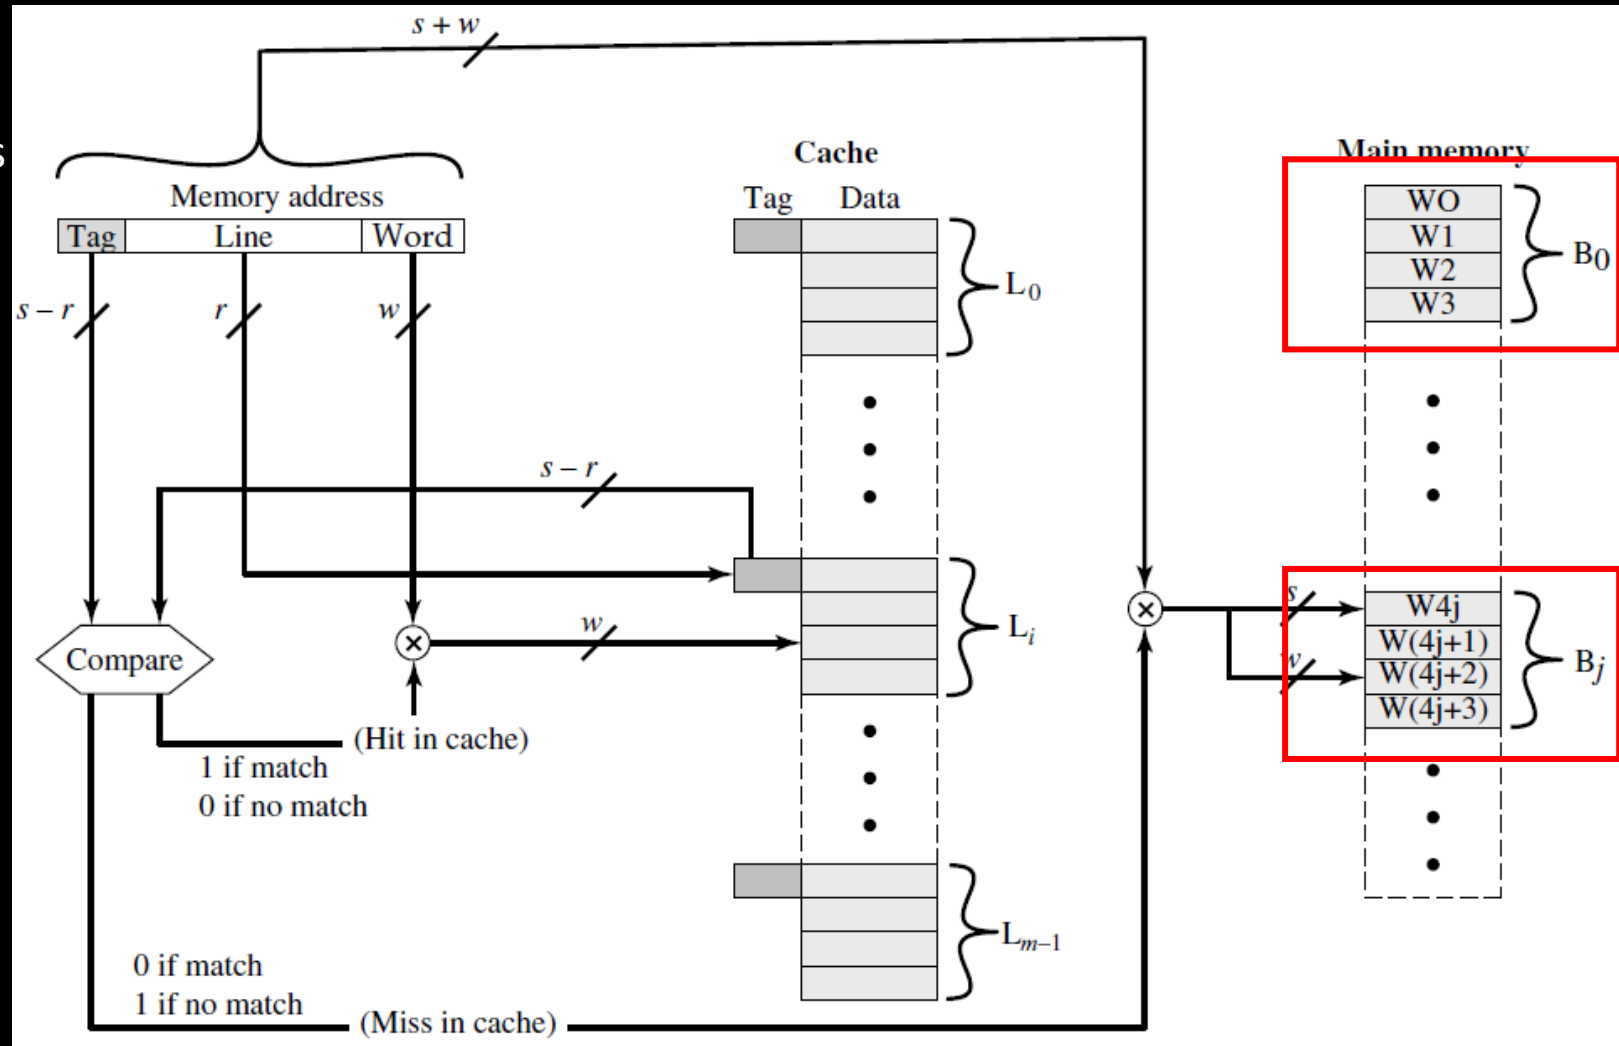 s + w
s
Cache
Main memory
Memory address
Tag Data
Tag Line Word
WO
W1
W2
W3
B0
L0
s – r
r
w
s – r
s
W4j
W(4j+1)
W(4j+2)
W(4j+3)
Bj
w
w
Li
Compare
(Hit in cache)
1 if match
0 if no match
Lm–1
0 if match
1 if no match
(Miss in cache)